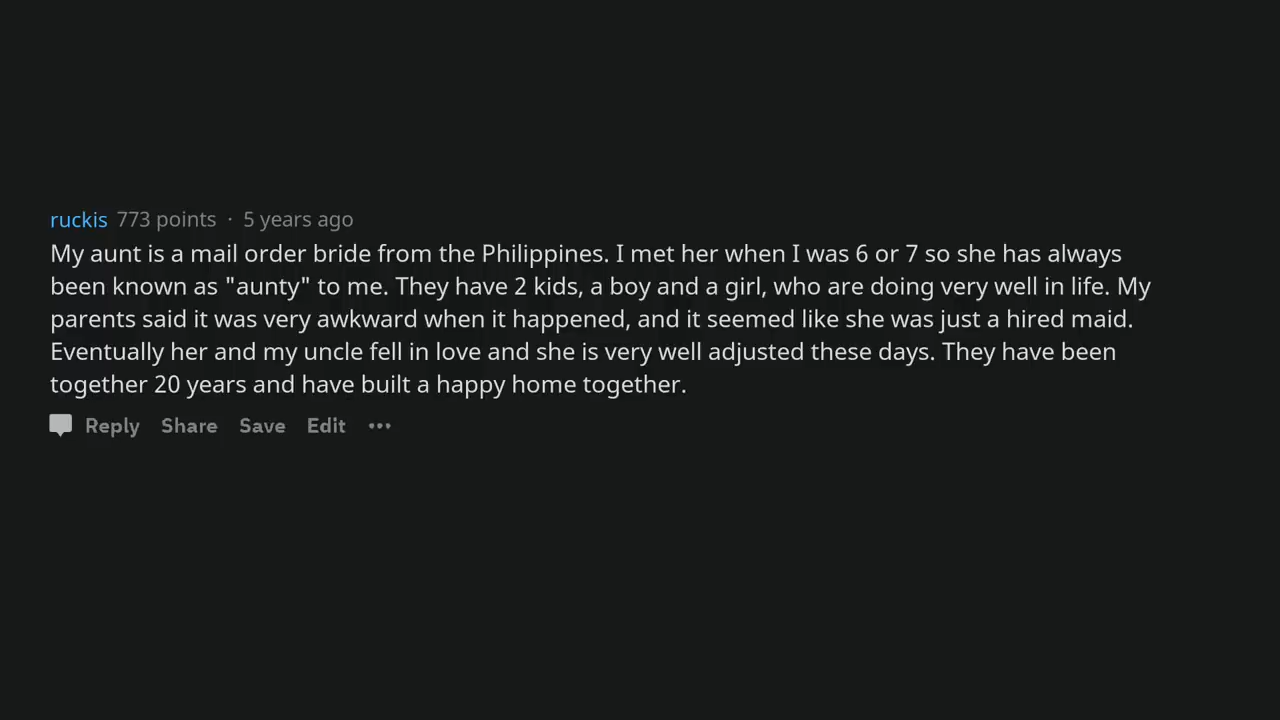 ruckis 773 points · 5 years ago
My aunt is a mail order bride from the Philippines. I met her when I was 6 or 7 so she has always
been known as "aunty" to me. They have 2 kids, a boy and a girl, who are doing very well in life. My
parents said it was very awkward when it happened, and it seemed like she was just a hired maid.
Eventually her and my uncle fell in love and she is very well adjusted these days. They have been
together 20 years and have built a happy home together.
Reply Share Save Edit •••